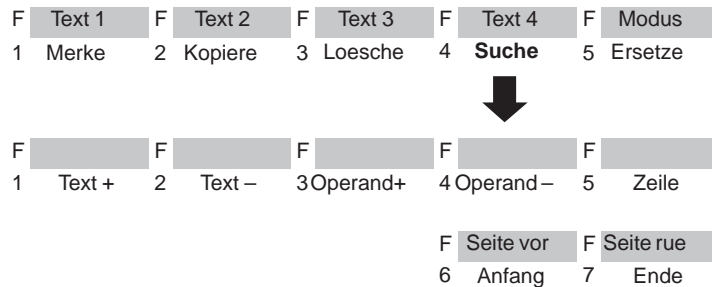 F Text 1 F Text 2 F Text 3 F Text 4 F Modus
1 Merke 2 Kopiere 3 Loesche 4 Suche 5 Ersetze
F F F F F
1 Text + 2 Text – 3 Operand+ 4 Operand – 5 Zeile
F Seite vor F Seite rue
6 Anfang 7 Ende